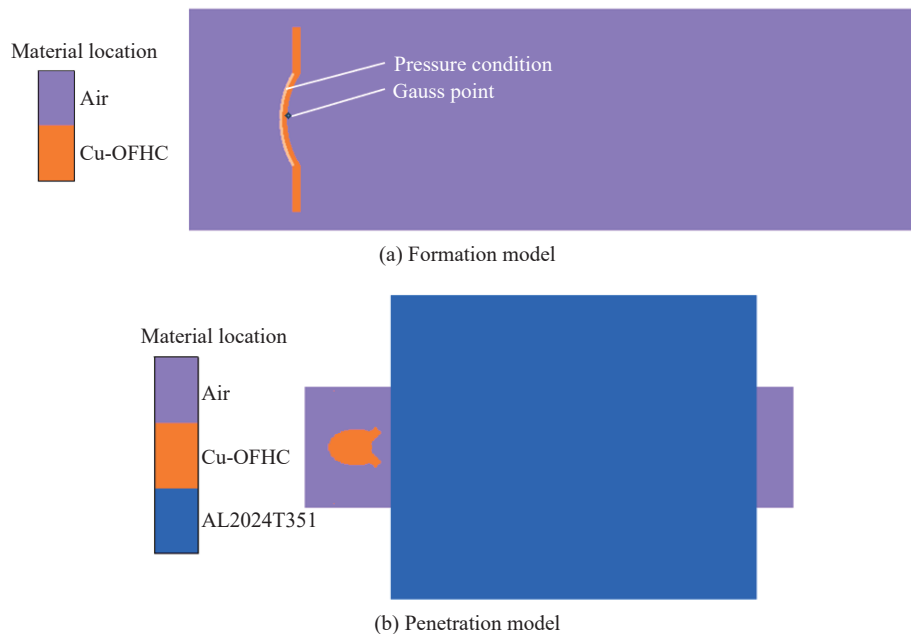 Material location
Air
Cu-OFHC
Pressure condition
Gauss point
(a) Formation model
Material location
Air
Cu-OFHC
AL2024T351
(b) Penetration model